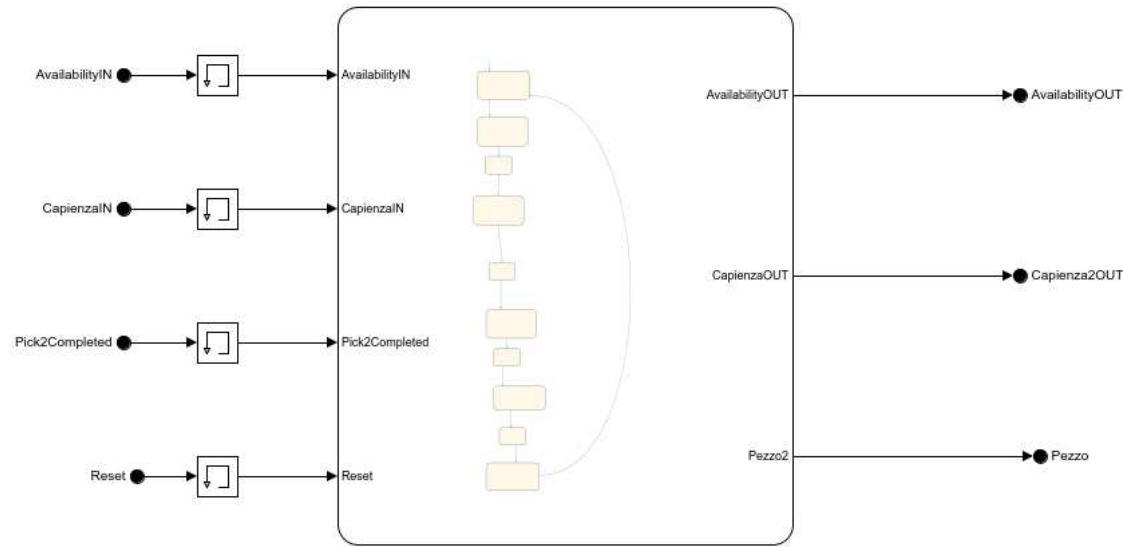 AvailabilityIN AvailabilityIN AvailabilityOUT AvailabilityOUT
CapienzaIN CapienzaIN CapienzaOUT Capienza2OUT
Pick2Completed Pick2Completed
Reset Reset Pezzo2 Pezzo